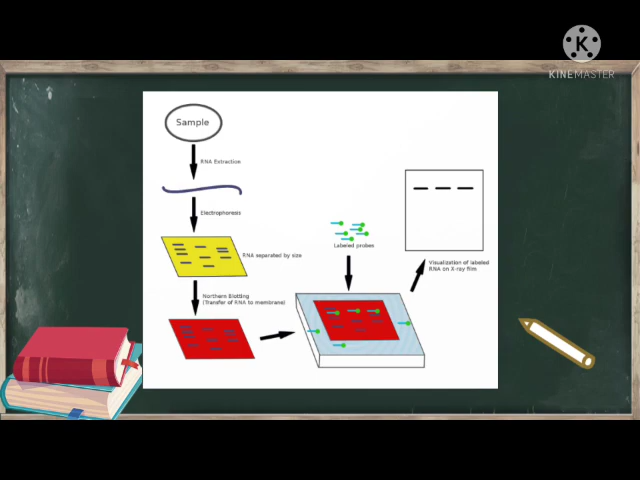 K
KINEMASTER
Sample
RNA Extraction
Electrophoresis
RNA separated by size
Labeled probes
Northern Blotting
(Transfer of RNA to membrane)
Visualization of labeled
RNA on X-ray film